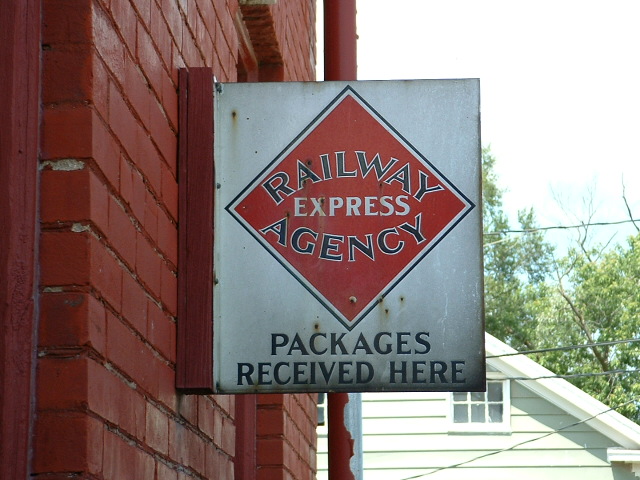 RAILWAY
EXPRESS
AGENCY
PACKAGES
RECEIVED HERE